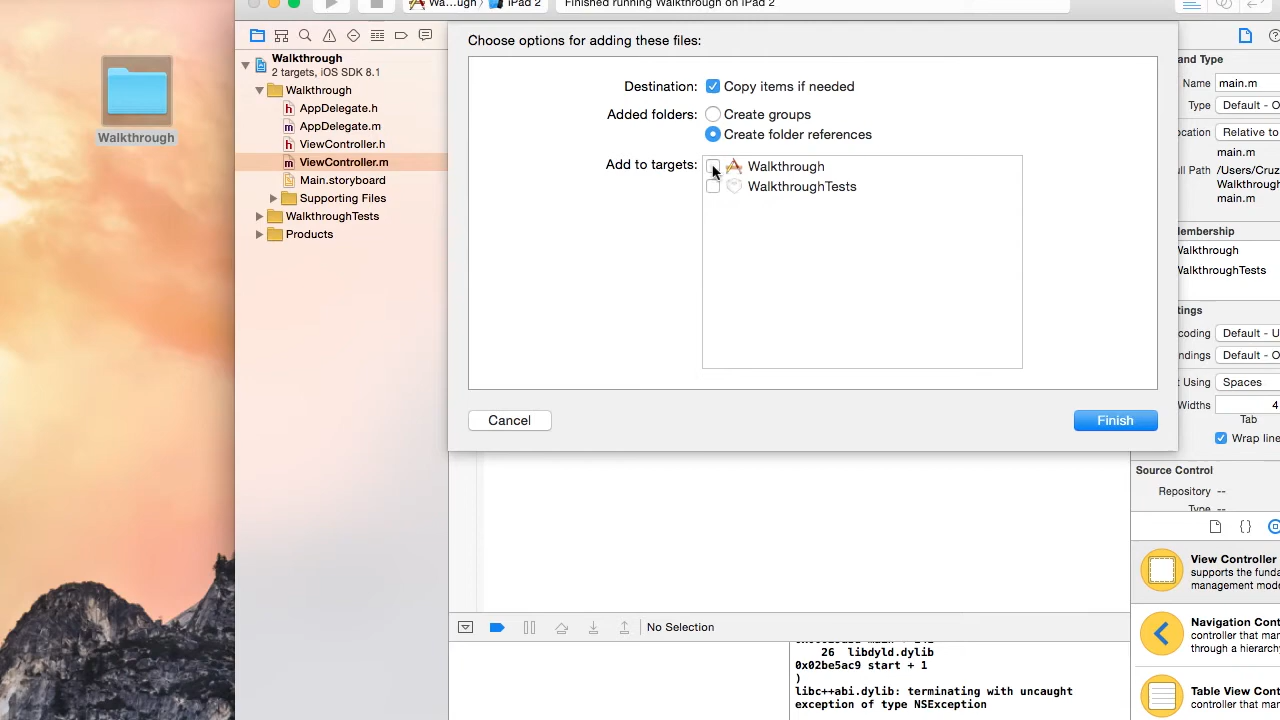 Wa...ugh
iPad 2
Finished running Walkthrough on iPad 2
Choose options for adding these files:
Destination:
Copy items if needed
Added folders:
Create groups
Create folder references
Add to targets:
Walkthrough
WalkthroughTests
Cancel
Finish
Walkthrough
Walkthrough
2 targets, iOS SDK 8.1
Walkthrough
AppDelegate.h
AppDelegate.m
ViewController.h
ViewController.m
Main.storyboard
Supporting Files
WalkthroughTests
Products
and Type
Name
main.m
Type
Default - O
ocation
Relative to
main.m
ull Path
/Users/Cruz
Walkthrough
main.m
embership
Walkthrough
WalkthroughTests
tings
coding
Default - U
ndings
Default - O
t Using
Spaces
Widths
4
Tab
Wrap line
Source Control
Repository --
Type --
View Controller
supports the funda
management mode
Navigation Cont
controller that man
through a hierarchy
Table View Cont
controller that man
No Selection
26 libdyld.dylib
0x02be5ac9 start + 1
)
libc++abi.dylib: terminating with uncaught
exception of type NSException